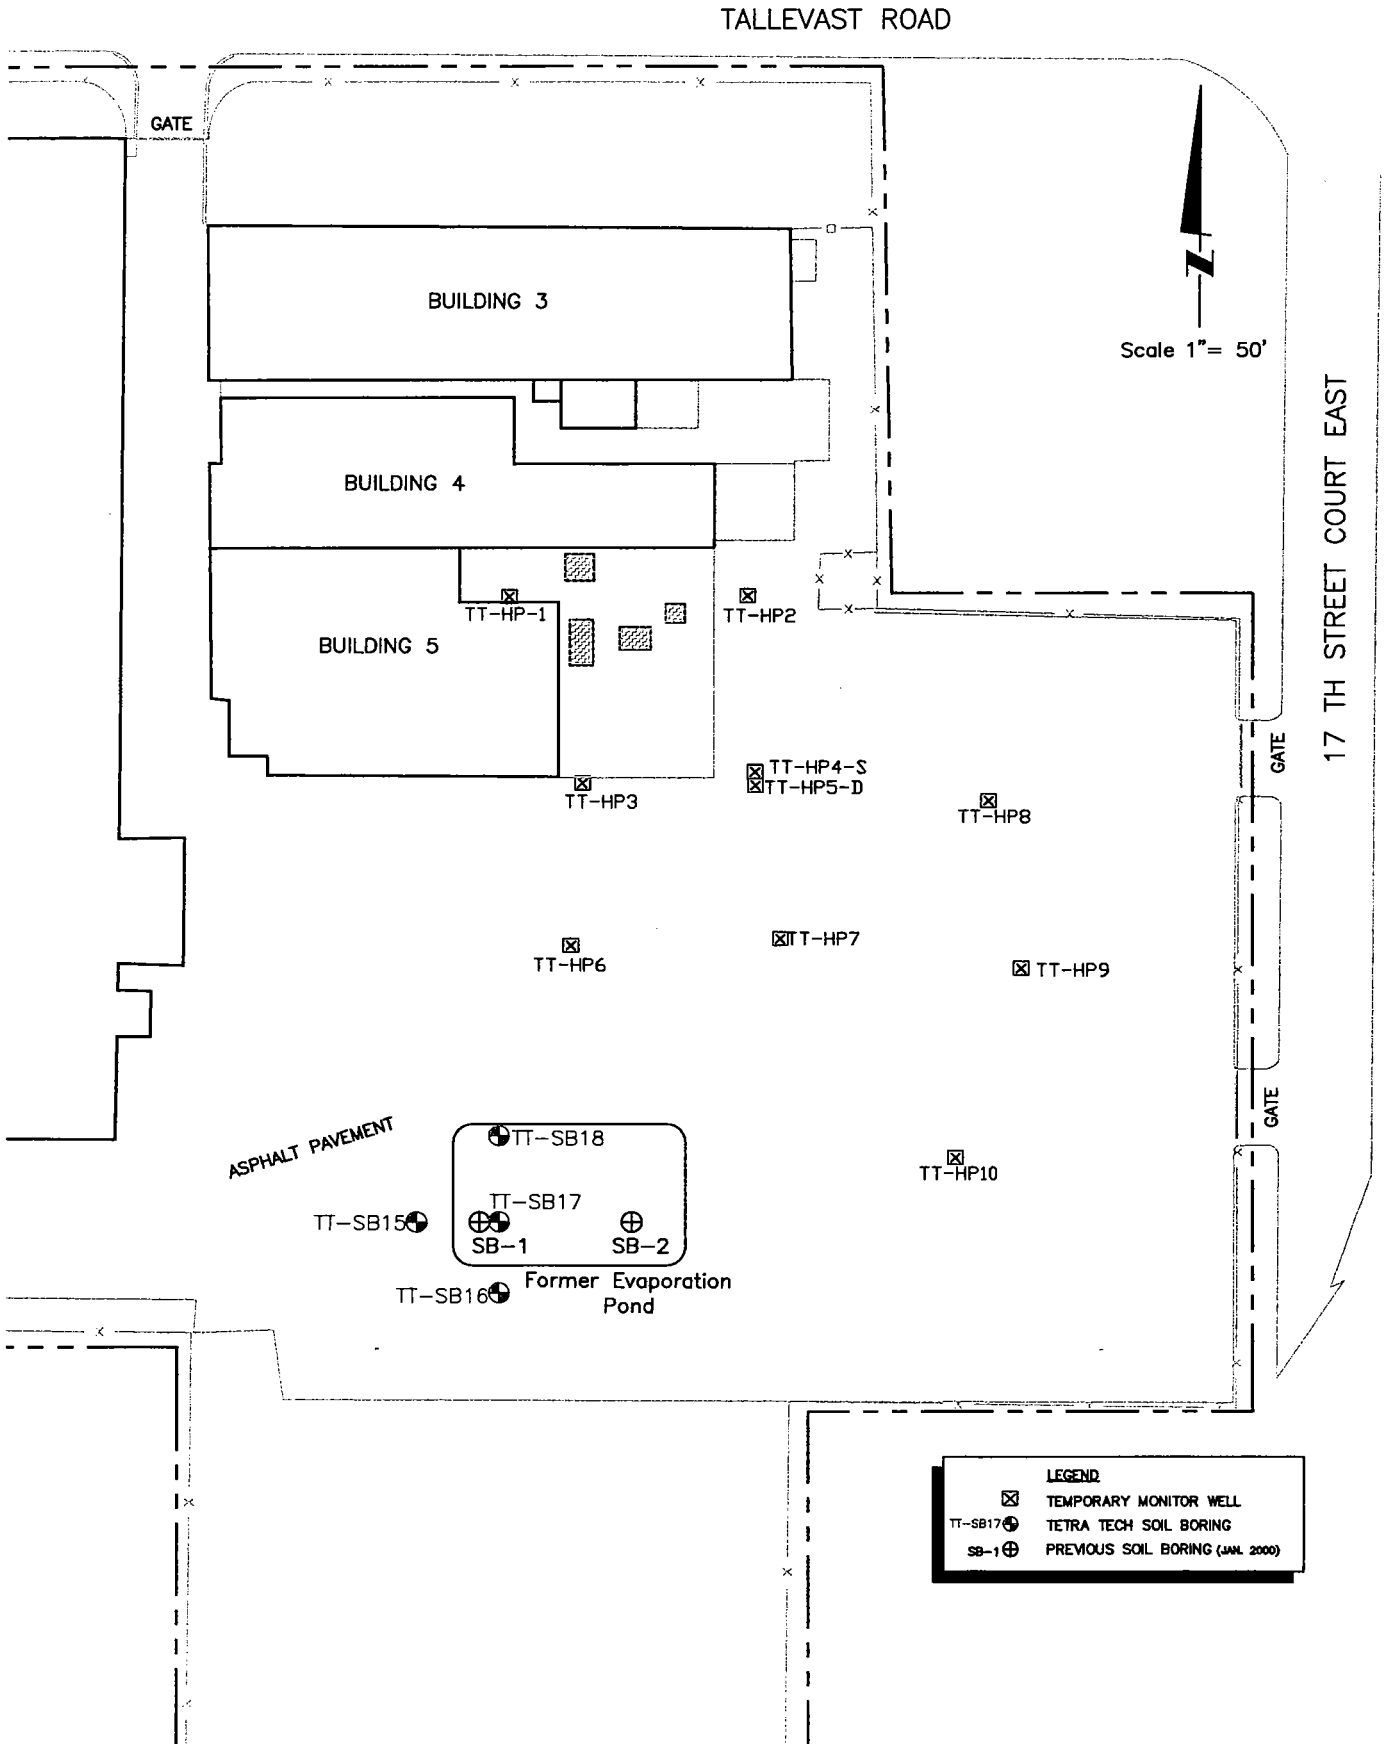 TALLEVAST ROAD
GATE
BUILDING 3
N
Scale 1"= 50'
17 TH STREET COURT EAST
BUILDING 4
TT-HP-1
TT-HP2
BUILDING 5
GATE
TT-HP4-S
TT-HP5-D
TT-HP3
TT-HP8
TT-HP7
TT-HP6
TT-HP9
GATE
ASPHALT PAVEMENT
TT-SB18
TT-HP10
TT-SB17
TT-SB15
SB-1
SB-2
Former Evaporation
Pond
TT-SB16
LEGEND
TEMPORARY MONITOR WELL
TT-SB17 TETRA TECH SOIL BORING
SB-1 PREVIOUS SOIL BORING (JAN. 2000)